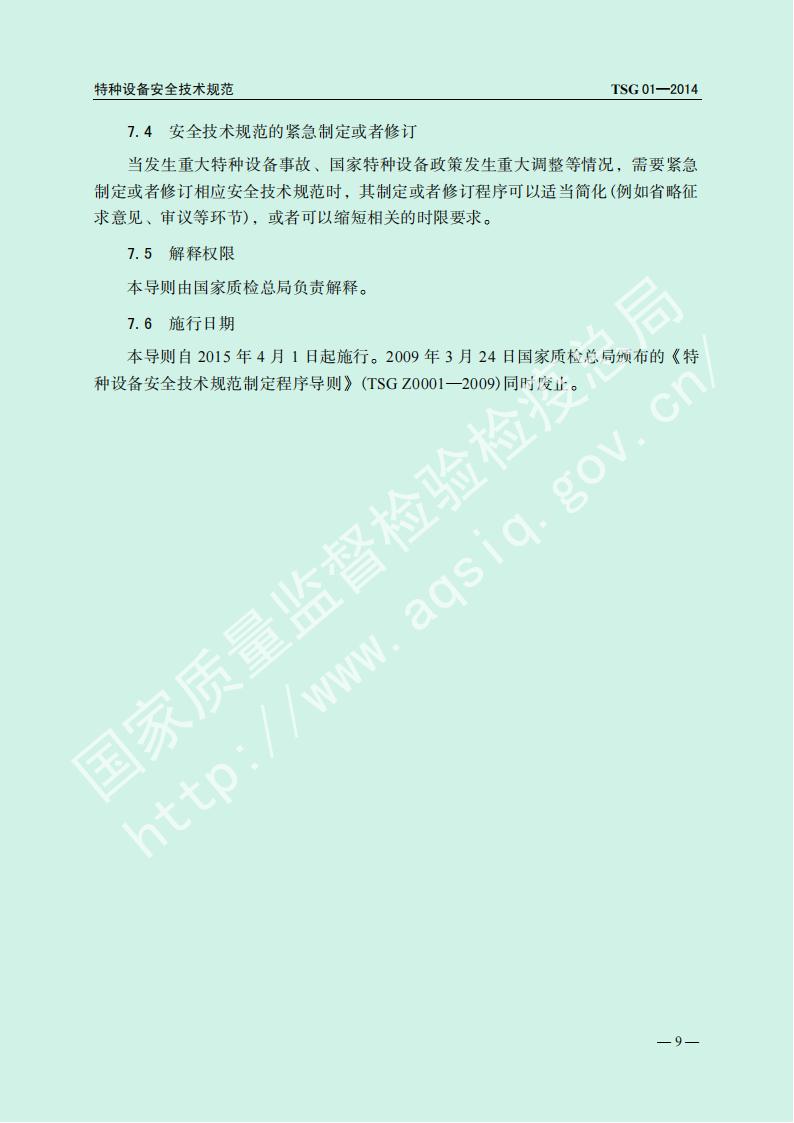 特种设备安全技术规范 TSG 01—2014
7.4 安全技术规范的紧急制定或者修订
当发生重大特种设备事故、国家特种设备政策发生重大调整等情况，需要紧急
制定或者修订相应安全技术规范时，其制定或者修订程序可以适当简化(例如省略征
求意见、审议等环节)，或者可以缩短相关的时限要求。
7.5 解释权限
本导则由国家质检总局负责解释。
7.6 施行日期
本导则自 2015 年 4 月 1 日起施行。2009 年 3 月 24 日国家质检总局颁布的《特
种设备安全技术规范制定程序导则》(TSG Z0001—2009)同时废止。
国家质量监督检验检疫总局
http://www.aqsiq.gov.cn/
— 9 —